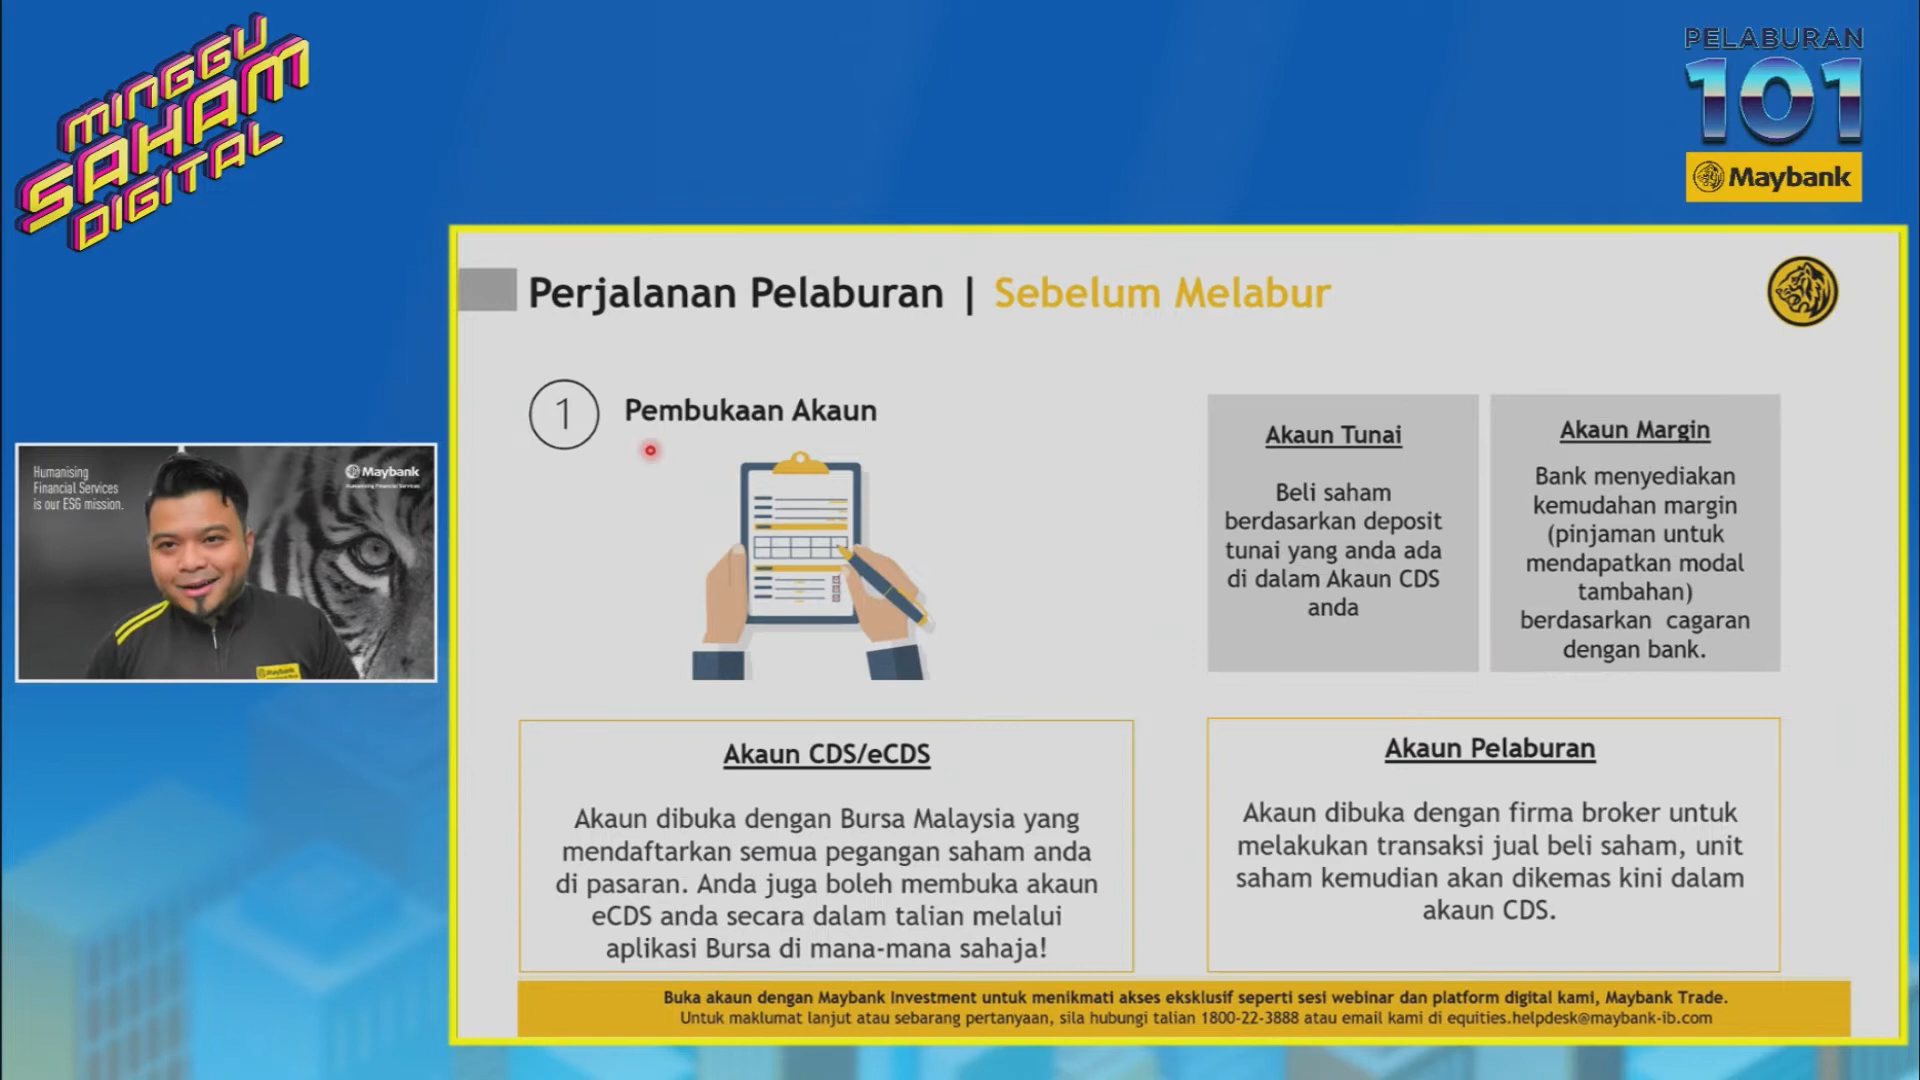 MINGGU
SAHAM
DIGITAL
PELABURAN
101
Maybank
Perjalanan Pelaburan | Sebelum Melabur
1
Pembukaan Akaun
Akaun Tunai
Beli saham
berdasarkan deposit
tunai yang anda ada
di dalam Akaun CDS
anda
Akaun Margin
Bank menyediakan
kemudahan margin
(pinjaman untuk
mendapatkan modal
tambahan)
berdasarkan cagaran
dengan bank.
Humanising
Financial Services
is our ESG mission.
Maybank
Humanising Financial Services
Maybank
Akaun CDS/eCDS
Akaun dibuka dengan Bursa Malaysia yang
mendaftarkan semua pegangan saham anda
di pasaran. Anda juga boleh membuka akaun
eCDS anda secara dalam talian melalui
aplikasi Bursa di mana-mana sahaja!
Akaun Pelaburan
Akaun dibuka dengan firma broker untuk
melakukan transaksi jual beli saham, unit
saham kemudian akan dikemas kini dalam
akaun CDS.
Buka akaun dengan Maybank Investment untuk menikmati akses eksklusif seperti sesi webinar dan platform digital kami, Maybank Trade.
Untuk maklumat lanjut atau sebarang pertanyaan, sila hubungi talian 1800-22-3888 atau email kami di equities.helpdesk@maybank-ib.com